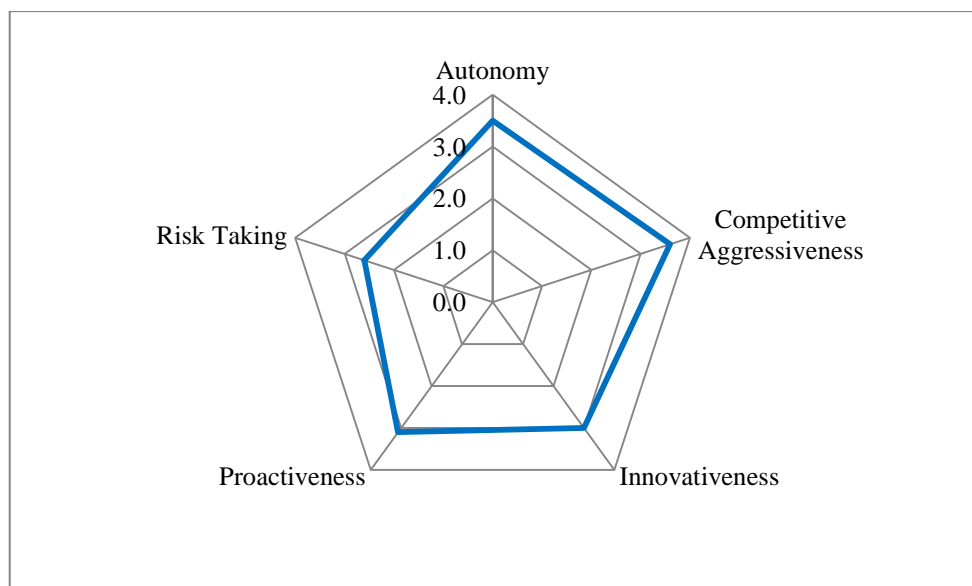 Autonomy
4.0
3.0
2.0
1.0
0.0
Competitive
Aggressiveness
Risk Taking
Proactiveness
Innovativeness